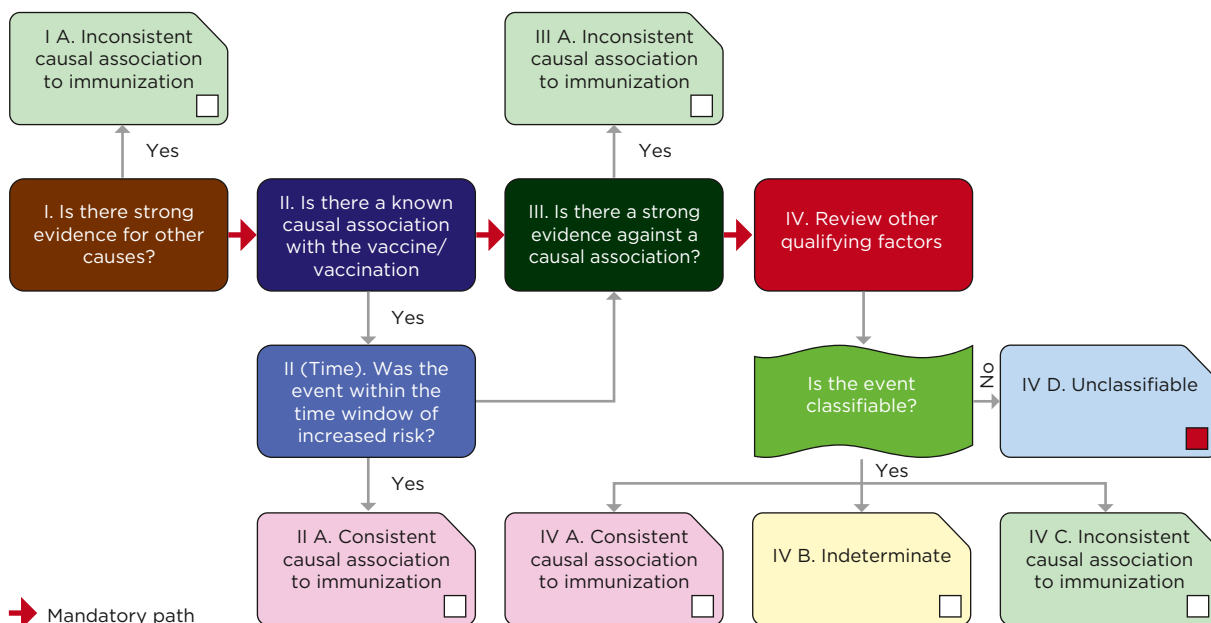 I A. Inconsistent
causal association
to immunization
III A. Inconsistent
causal association
to immunization
Yes
Yes
I. Is there strong
evidence for other
causes?
II. Is there a known
causal association
with the vaccine/
vaccination
III. Is there a strong
evidence against a
causal association?
IV. Review other
qualifying factors
Yes
II (Time). Was the
event within the
time window of
increased risk?
Is the event
classifiable?
No
IV D. Unclassifiable
Yes
Yes
II A. Consistent
causal association
to immunization
IV A. Consistent
causal association
to immunization
IV B. Indeterminate
IV C. Inconsistent
causal association
to immunization
Mandatory path